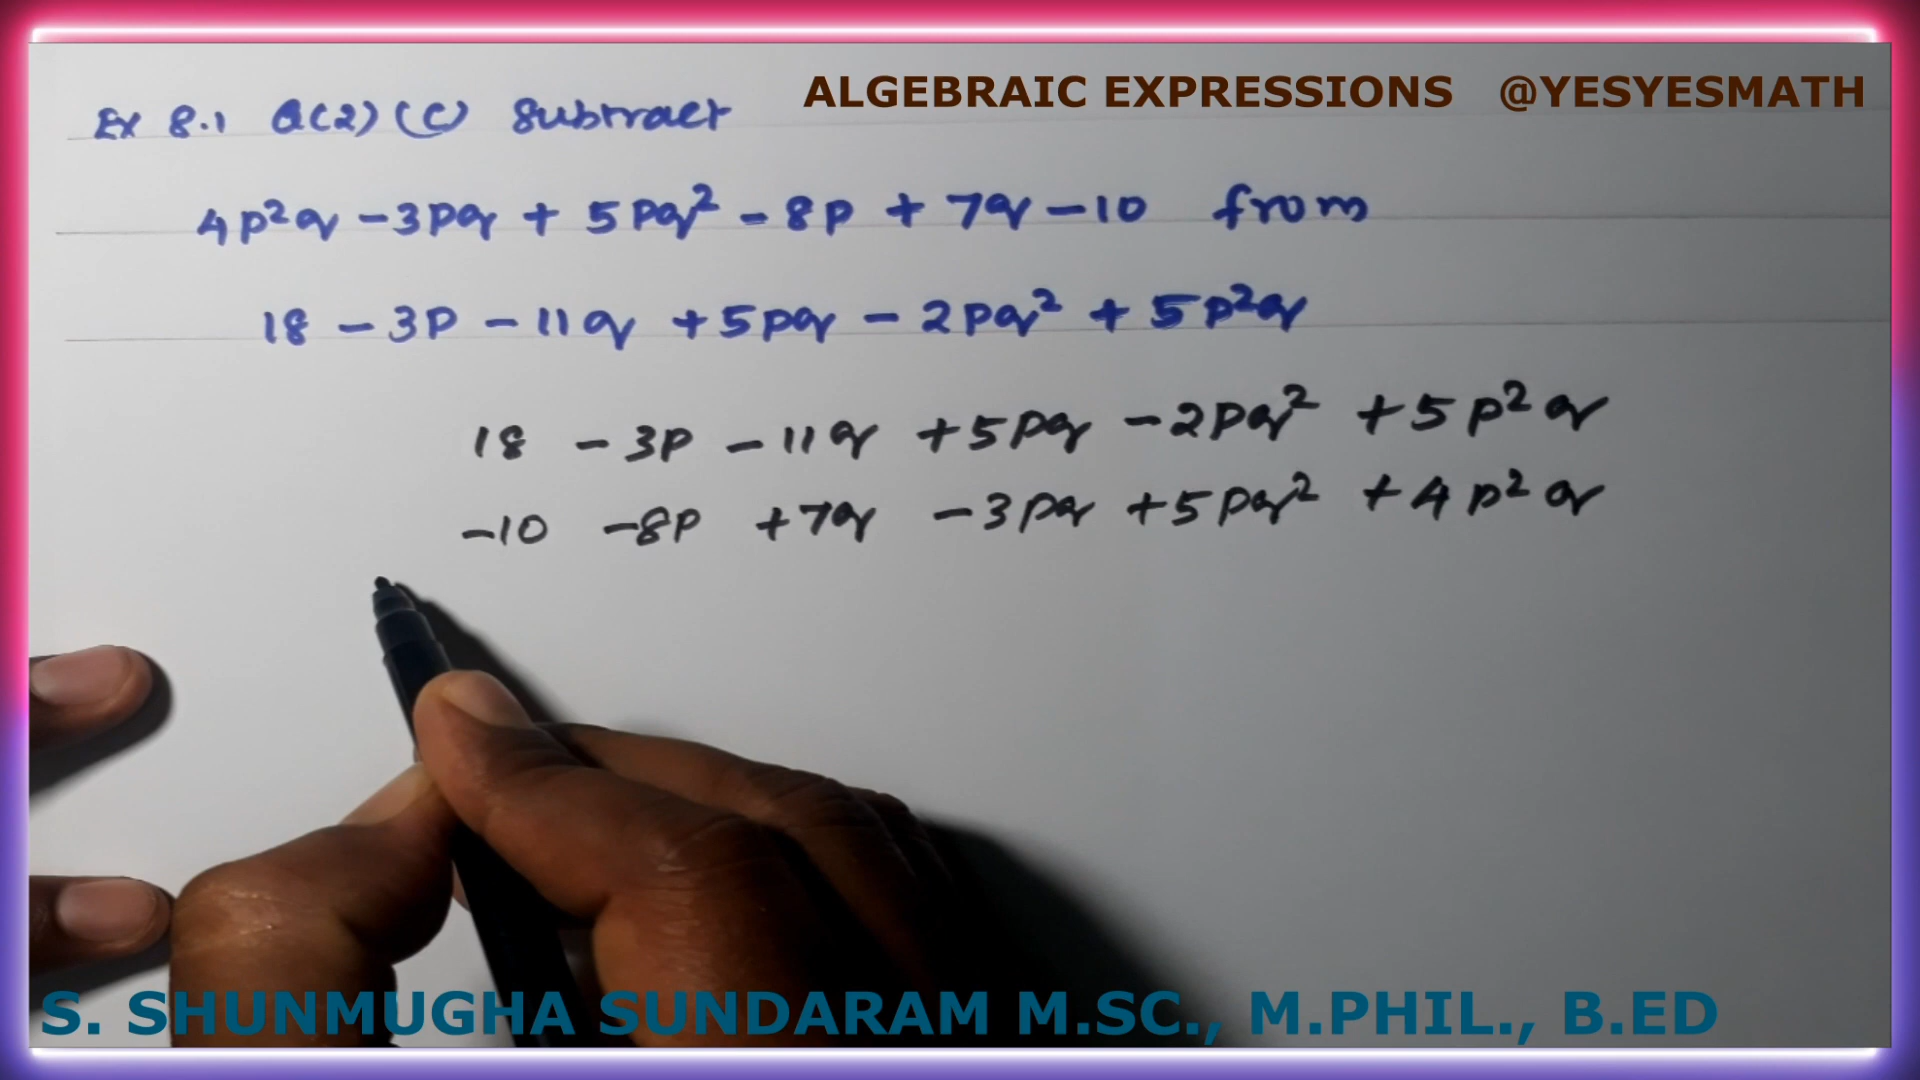 ALGEBRAIC EXPRESSIONS @YESYESMATH
Ex 8.1 Q(2) (c) Subtract
4p²q - 3pq + 5pq² - 8p + 7q - 10 from
18 - 3p - 11q + 5pq - 2pq² + 5p²q
18 - 3p - 11q + 5pq - 2pq² + 5p²q
-10 -8p +7q -3pq +5pq² +4p²q
S. SHUNMUGHA SUNDARAM M.SC., M.PHIL., B.ED